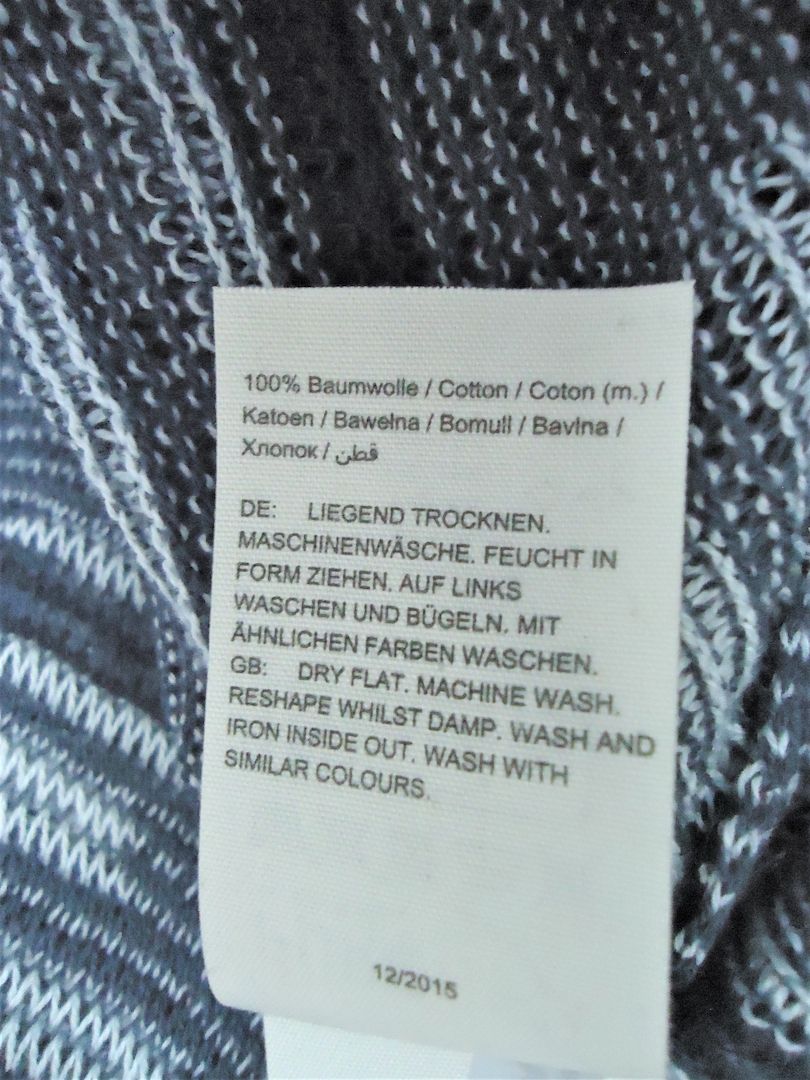 100% Baumwolle / Cotton / Coton (m.) /
Katoen / Bawełna / Bomull / Bavlna /
Хлопок / قطن
DE: LIEGEND TROCKNEN.
MASCHINENWÄSCHE. FEUCHT IN
FORM ZIEHEN. AUF LINKS
WASCHEN UND BÜGELN. MIT
ÄHNLICHEN FARBEN WASCHEN.
GB: DRY FLAT. MACHINE WASH.
RESHAPE WHILST DAMP. WASH AND
IRON INSIDE OUT. WASH WITH
SIMILAR COLOURS.
12/2015